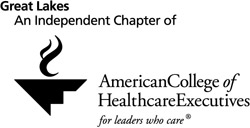 Great Lakes
An Independent Chapter of
AmericanCollege of
HealthcareExecutives
for leaders who care®